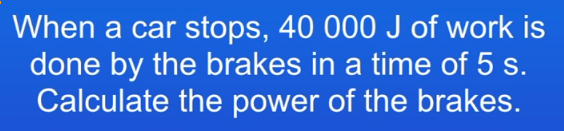 When a car stops, 40 000 J of work is
done by the brakes in a time of 5 s.
Calculate the power of the brakes.